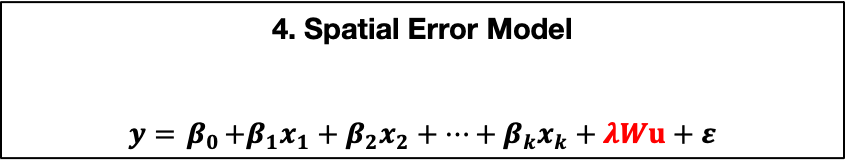 4. Spatial Error Model
y = β₀ +β₁x₁ + β₂x₂ + ⋯ + βₖxₖ + λWu + ε